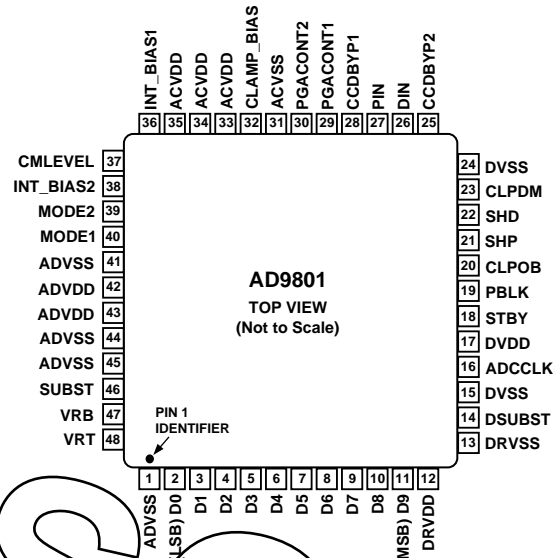 INT_BIAS1
ACVDD
ACVDD
ACVDD
CLAMP_BIAS
ACVSS
PGACONT2
PGACONT1
CCDBYP1
PIN
DIN
CCDBYP2
36 35 34 33 32 31 30 29 28 27 26 25
CMLEVEL 37
INT_BIAS2 38
MODE2 39
MODE1 40
ADVSS 41
ADVDD 42
ADVDD 43
ADVSS 44
ADVSS 45
SUBST 46
VRB 47
VRT 48
AD9801
TOP VIEW
(Not to Scale)
PIN 1
IDENTIFIER
24 DVSS
23 CLPDM
22 SHD
21 SHP
20 CLPOB
19 PBLK
18 STBY
17 DVDD
16 ADCCLK
15 DVSS
14 DSUBST
13 DRVSS
1 2 3 4 5 6 7 8 9 10 11 12
ADVSS
LSB) D0
D1
D2
D3
D4
D5
D6
D7
D8
MSB) D9
DRVDD